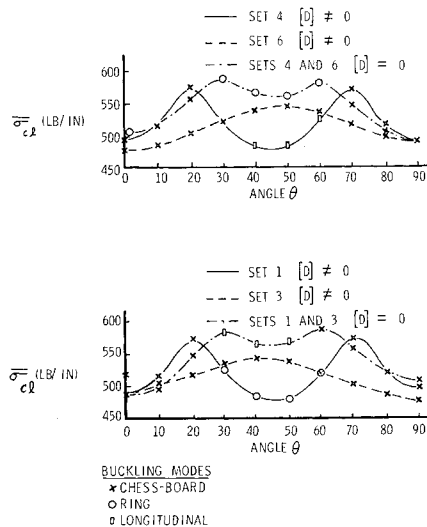 SET 4 [D] ≠ 0
SET 6 [D] ≠ 0
SETS 4 AND 6 [D] = 0
600
550
500
450
σcl (LB/IN)
0 10 20 30 40 50 60 70 80 90
ANGLE θ
SET 1 [D] ≠ 0
SET 3 [D] ≠ 0
SETS 1 AND 3 [D] = 0
600
550
500
450
σcl (LB/IN)
0 10 20 30 40 50 60 70 80 90
ANGLE θ
BUCKLING MODES
× CHESS-BOARD
○ RING
▯ LONGITUDINAL